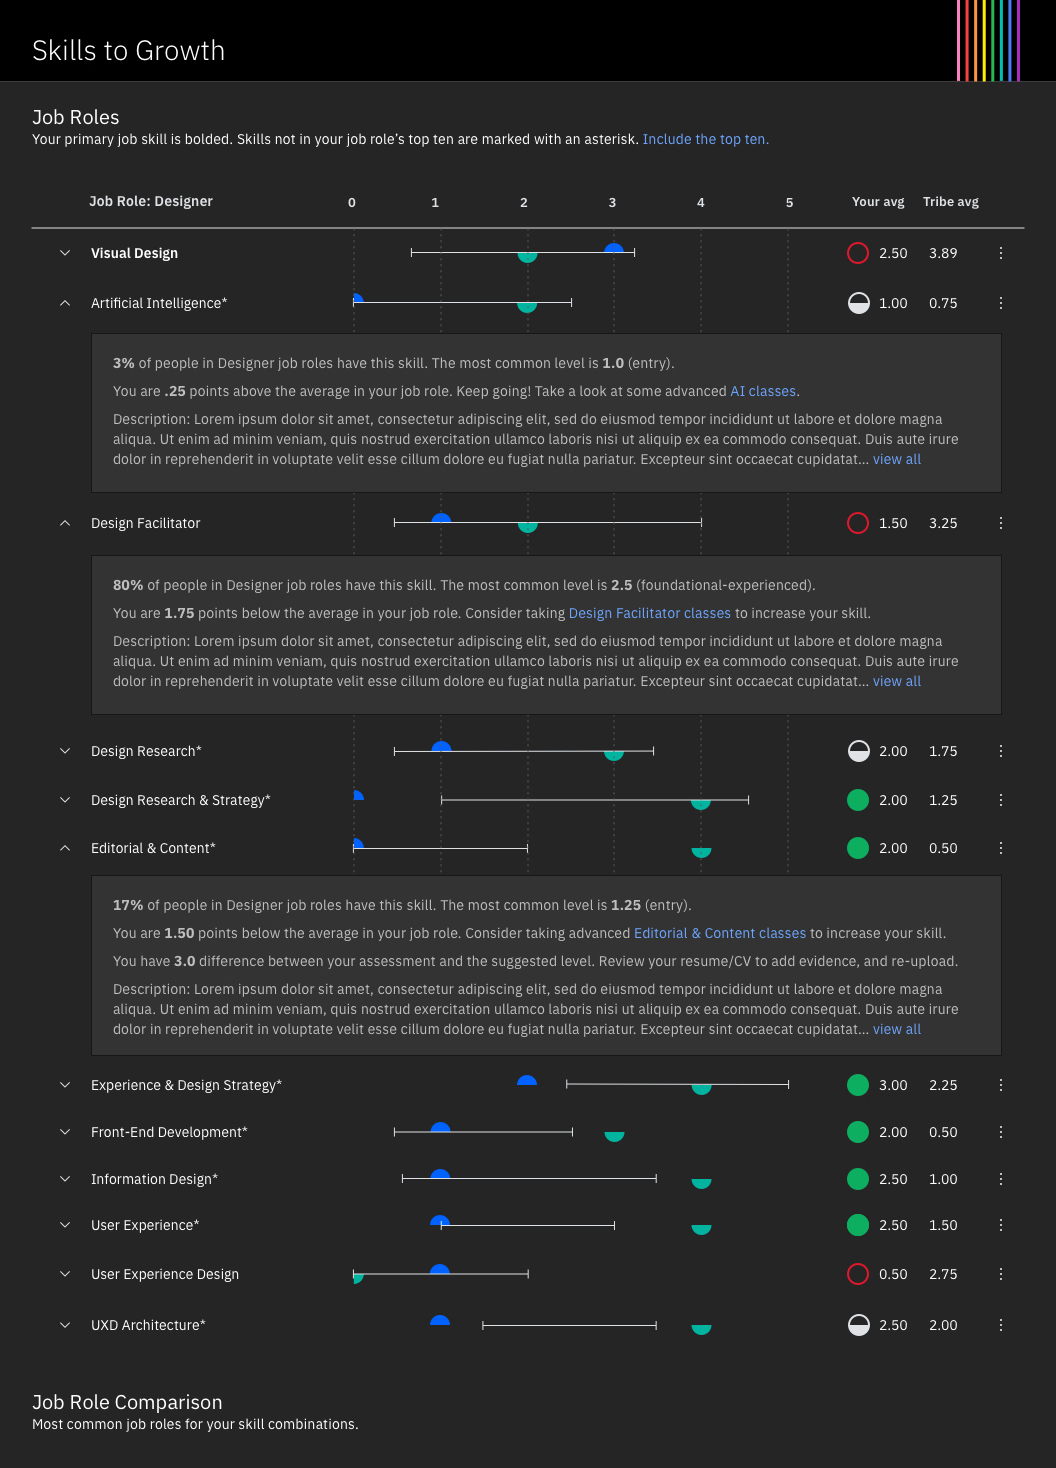 Skills to Growth
Job Roles
Your primary job skill is bolded. Skills not in your job role’s top ten are marked with an asterisk. Include the top ten.
Job Role: Designer 0 1 2 3 4 5 Your avg Tribe avg
Visual Design 2.50 3.89
Artificial Intelligence* 1.00 0.75
3% of people in Designer job roles have this skill. The most common level is 1.0 (entry).
You are .25 points above the average in your job role. Keep going! Take a look at some advanced AI classes.
Description: Lorem ipsum dolor sit amet, consectetur adipiscing elit, sed do eiusmod tempor incididunt ut labore et dolore magna
aliqua. Ut enim ad minim veniam, quis nostrud exercitation ullamco laboris nisi ut aliquip ex ea commodo consequat. Duis aute irure
dolor in reprehenderit in voluptate velit esse cillum dolore eu fugiat nulla pariatur. Excepteur sint occaecat cupidatat... view all
Design Facilitator 1.50 3.25
80% of people in Designer job roles have this skill. The most common level is 2.5 (foundational-experienced).
You are 1.75 points below the average in your job role. Consider taking Design Facilitator classes to increase your skill.
Description: Lorem ipsum dolor sit amet, consectetur adipiscing elit, sed do eiusmod tempor incididunt ut labore et dolore magna
aliqua. Ut enim ad minim veniam, quis nostrud exercitation ullamco laboris nisi ut aliquip ex ea commodo consequat. Duis aute irure
dolor in reprehenderit in voluptate velit esse cillum dolore eu fugiat nulla pariatur. Excepteur sint occaecat cupidatat... view all
Design Research* 2.00 1.75
Design Research & Strategy* 2.00 1.25
Editorial & Content* 2.00 0.50
17% of people in Designer job roles have this skill. The most common level is 1.25 (entry).
You are 1.50 points below the average in your job role. Consider taking advanced Editorial & Content classes to increase your skill.
You have 3.0 difference between your assessment and the suggested level. Review your resume/CV to add evidence, and re-upload.
Description: Lorem ipsum dolor sit amet, consectetur adipiscing elit, sed do eiusmod tempor incididunt ut labore et dolore magna
aliqua. Ut enim ad minim veniam, quis nostrud exercitation ullamco laboris nisi ut aliquip ex ea commodo consequat. Duis aute irure
dolor in reprehenderit in voluptate velit esse cillum dolore eu fugiat nulla pariatur. Excepteur sint occaecat cupidatat... view all
Experience & Design Strategy* 3.00 2.25
Front-End Development* 2.00 0.50
Information Design* 2.50 1.00
User Experience* 2.50 1.50
User Experience Design 0.50 2.75
UXD Architecture* 2.50 2.00
Job Role Comparison
Most common job roles for your skill combinations.